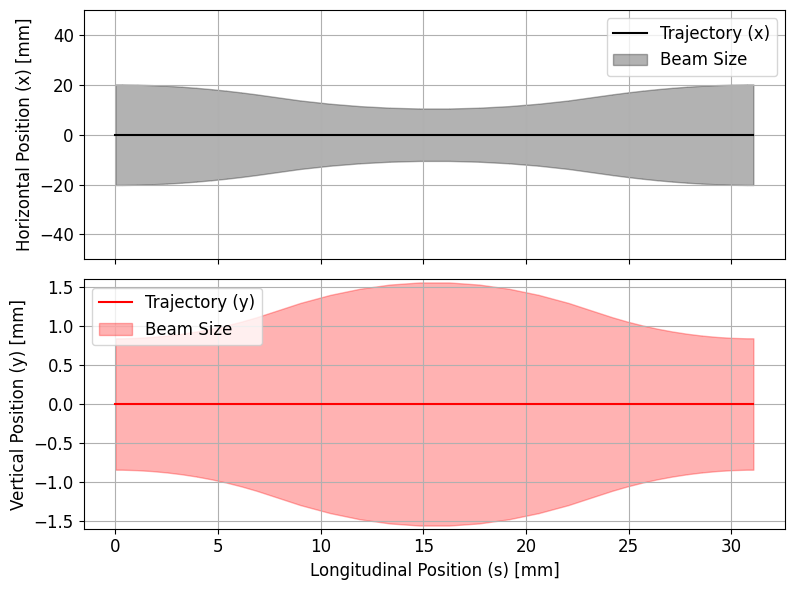 Horizontal Position (x) [mm]
40
20
0
−20
−40
Trajectory (x)
Beam Size
Vertical Position (y) [mm]
1.5
1.0
0.5
0.0
−0.5
−1.0
−1.5
Trajectory (y)
Beam Size
0 5 10 15 20 25 30
Longitudinal Position (s) [mm]